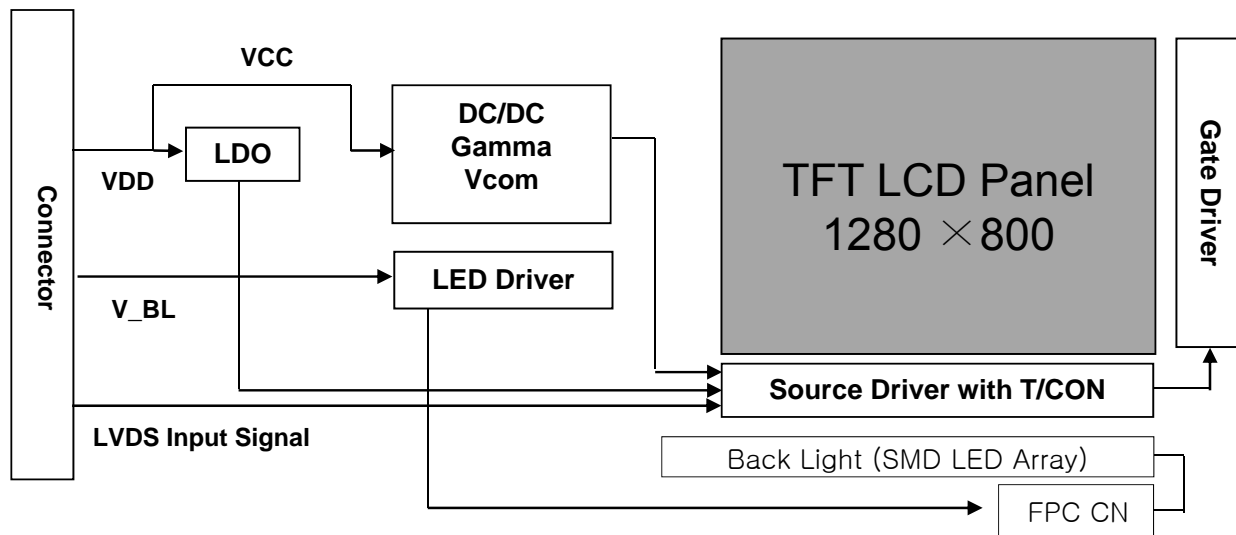 Connector
VCC
VDD
LDO
DC/DC
Gamma
Vcom
TFT LCD Panel
1280 ×800
Gate Driver
V_BL
LED Driver
LVDS Input Signal
Source Driver with T/CON
Back Light (SMD LED Array)
FPC CN